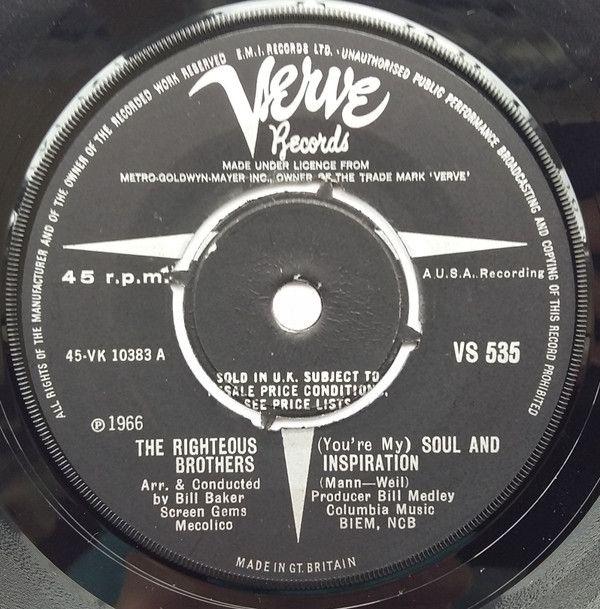 ALL RIGHTS OF THE MANUFACTURER AND OF THE OWNER OF THE RECORDED WORK RESERVED E.M.I. RECORDS LTD. · UNAUTHORISED PUBLIC PERFORMANCE BROADCASTING AND COPYING OF THIS RECORD PROHIBITED
Verve
Records
MADE UNDER LICENCE FROM
METRO-GOLDWYN-MAYER INC., OWNER OF THE TRADE MARK 'VERVE'
45 r.p.m.
A U.S.A. Recording
45-VK 10383 A
VS 535
SOLD IN U.K. SUBJECT TO
SALE PRICE CONDITIONS,
SEE PRICE LISTS
℗ 1966
THE RIGHTEOUS
BROTHERS
Arr. & Conducted
by Bill Baker
Screen Gems
Mecolico
(You're My) SOUL AND
INSPIRATION
(Mann—Weil)
Producer Bill Medley
Columbia Music
BIEM, NCB
MADE IN GT. BRITAIN